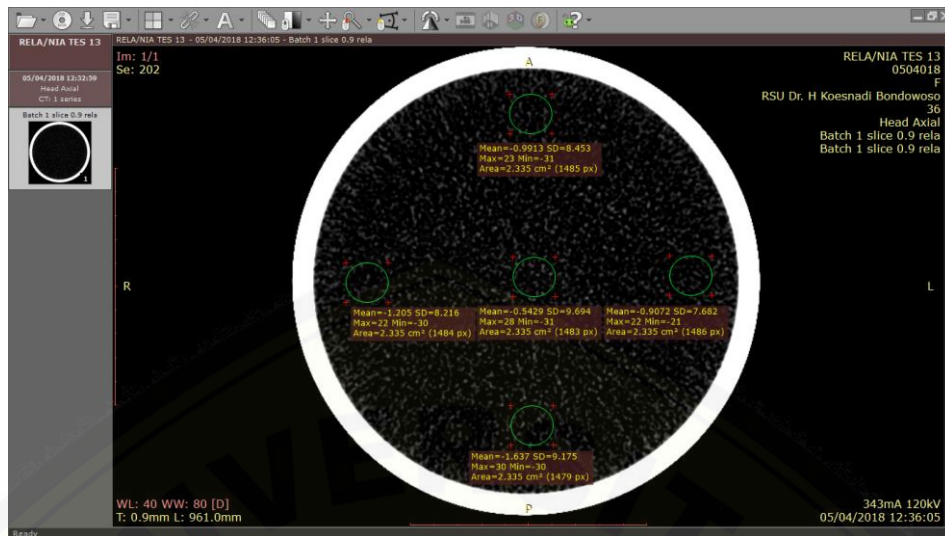 RELA/NIA TES 13
RELA/NIA TES 13 - 05/04/2018 12:36:05 - Batch 1 slice 0.9 rela
05/04/2018 12:32:59
Head Axial
CT: 1 series
Batch 1 slice 0.9 rela
1
Im: 1/1
Se: 202
A
RELA/NIA TES 13
0504018
F
RSU Dr. H Koesnadi Bondowoso
36
Head Axial
Batch 1 slice 0.9 rela
Batch 1 slice 0.9 rela
Mean=-0.9913 SD=8.453
Max=23 Min=-31
Area=2.335 cm² (1485 px)
R
L
Mean=-1.205 SD=8.216
Max=22 Min=-30
Area=2.335 cm² (1484 px)
Mean=-0.5429 SD=9.694
Max=28 Min=-31
Area=2.335 cm² (1483 px)
Mean=-0.9072 SD=7.682
Max=22 Min=-21
Area=2.335 cm² (1486 px)
Mean=-1.637 SD=9.175
Max=30 Min=-30
Area=2.335 cm² (1479 px)
WL: 40 WW: 80 [D]
T: 0.9mm L: 961.0mm
P
343mA 120kV
05/04/2018 12:36:05
Ready